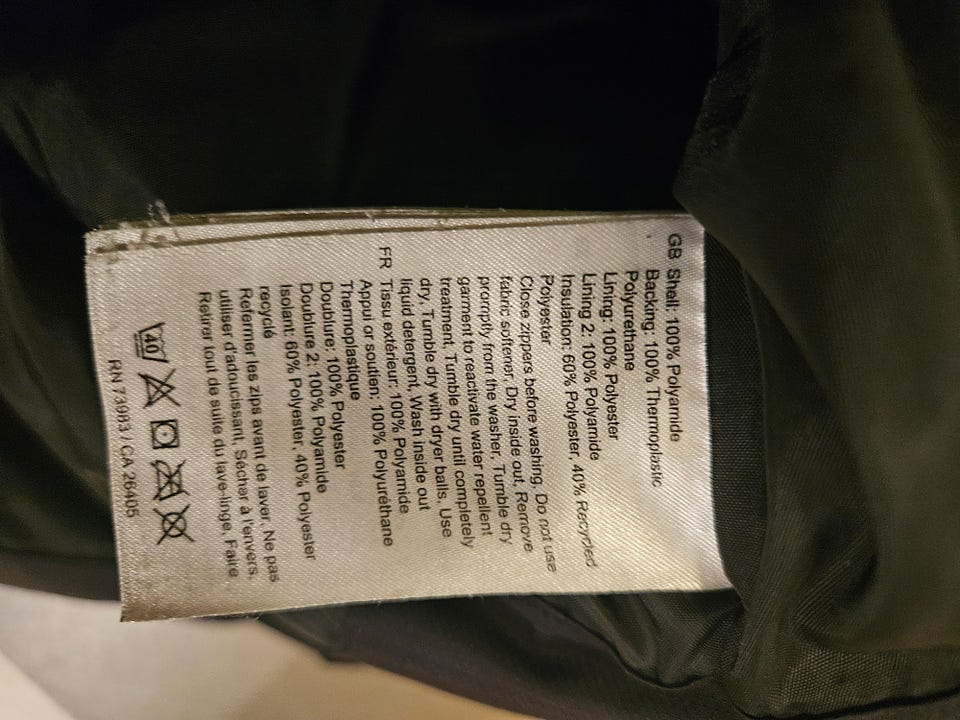 GB Shell: 100% Polyamide
Backing: 100% Thermoplastic
Polyurethane
Lining: 100% Polyester
Lining 2: 100% Polyamide
Insulation: 60% Polyester, 40% Recycled
Polyester
Close zippers before washing, Do not use
fabric softener, Dry inside out, Remove
promptly from the washer, Tumble dry
garment to reactivate water repellent
treatment, Tumble dry until completely
dry, Tumble dry with dryer balls, Use
liquid detergent, Wash inside out
FR Tissu extérieur: 100% Polyamide
Appui or soutien: 100% Polyuréthane
Thermoplastique
Doublure: 100% Polyester
Doublure 2: 100% Polyamide
Isolant: 60% Polyester, 40% Polyester
recyclé
Refermer les zips avant de laver, Ne pas
utiliser d'adoucissant, Sécher à l'envers,
Retirer tout de suite du lave-linge, Faire
40
RN 73983 / CA 26405